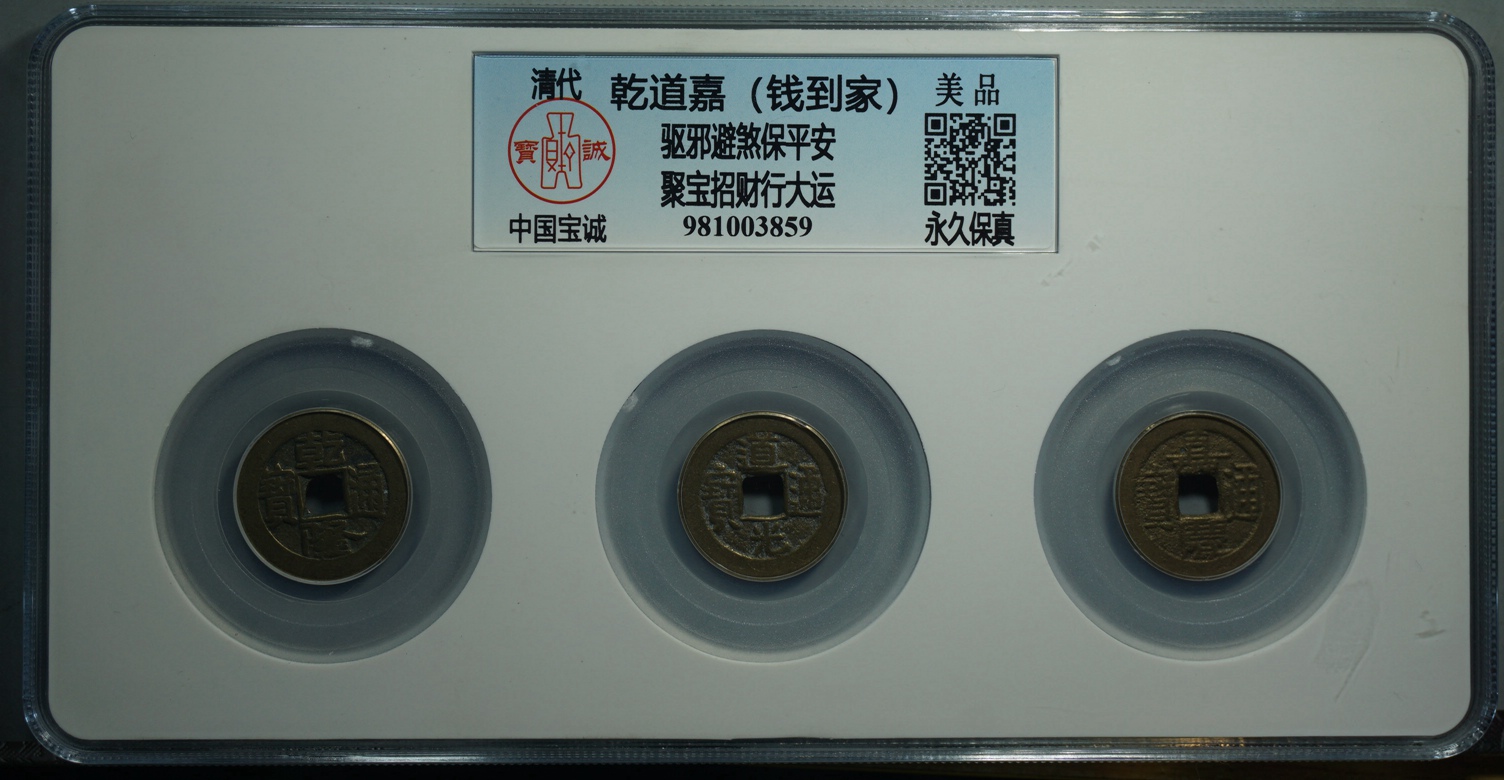 清代 乾道嘉（钱到家） 美品
寶 誠
驱邪避煞保平安
聚宝招财行大运
中国宝诚 981003859 永久保真
乾隆通寶
道光通寶
嘉慶通寶